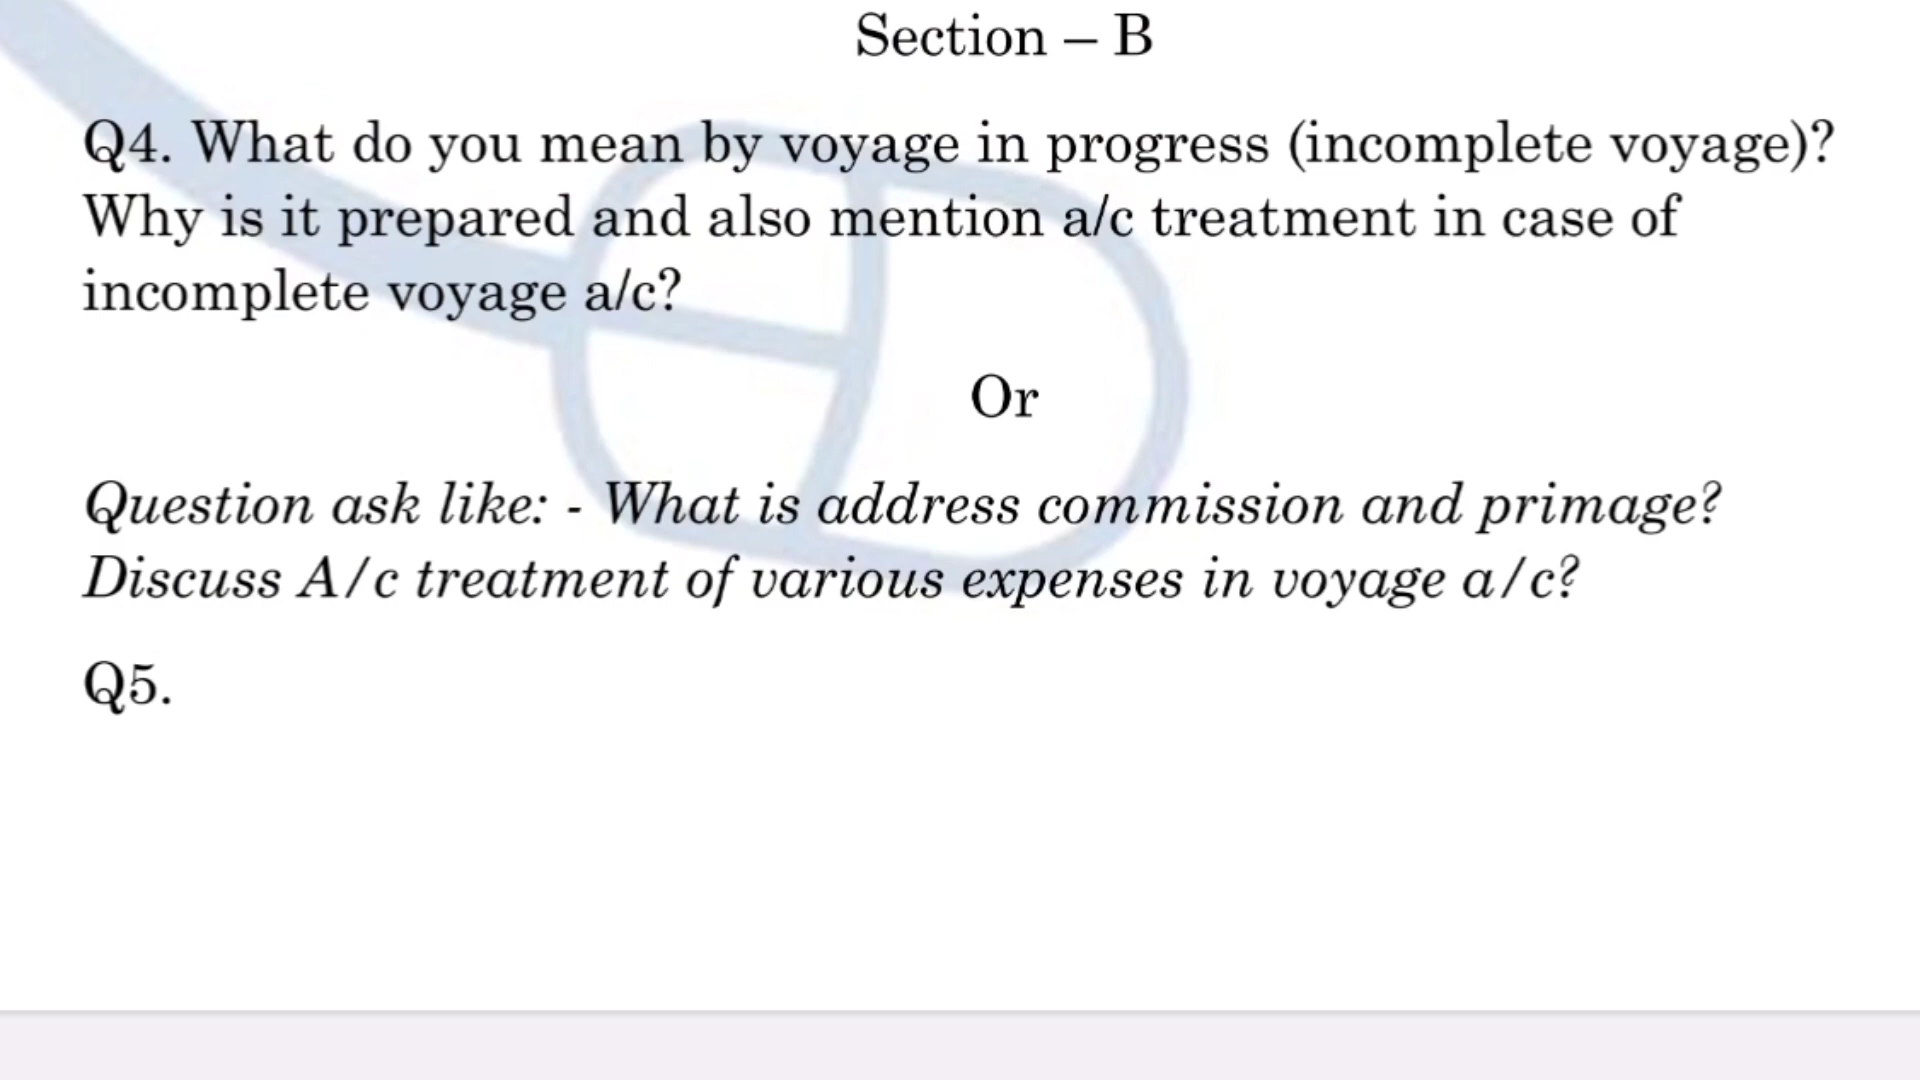 Section – B
Q4. What do you mean by voyage in progress (incomplete voyage)?
Why is it prepared and also mention a/c treatment in case of
incomplete voyage a/c?
Or
Question ask like: - What is address commission and primage?
Discuss A/c treatment of various expenses in voyage a/c?
Q5.